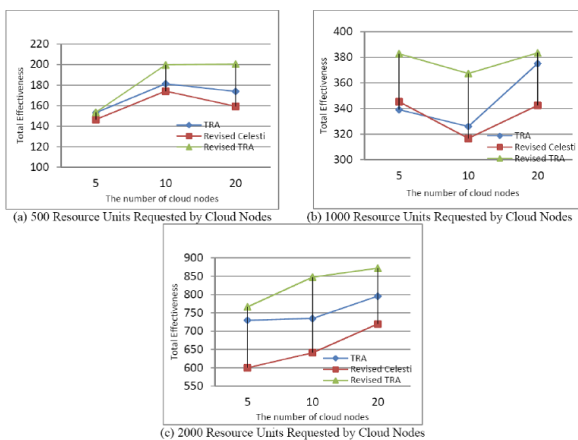 Total Effectiveness
220
200
180
160
140
120
100
TRA
Revised Celesti
Revised TRA
5 10 20
The number of cloud nodes
(a) 500 Resource Units Requested by Cloud Nodes
Total Effectiveness
400
380
360
340
320
300
TRA
Revised Celesti
Revised TRA
5 10 20
The number of cloud nodes
(b) 1000 Resource Units Requested by Cloud Nodes
Total Effectiveness
900
850
800
750
700
650
600
550
TRA
Revised Celesti
Revised TRA
5 10 20
The number of cloud nodes
(c) 2000 Resource Units Requested by Cloud Nodes